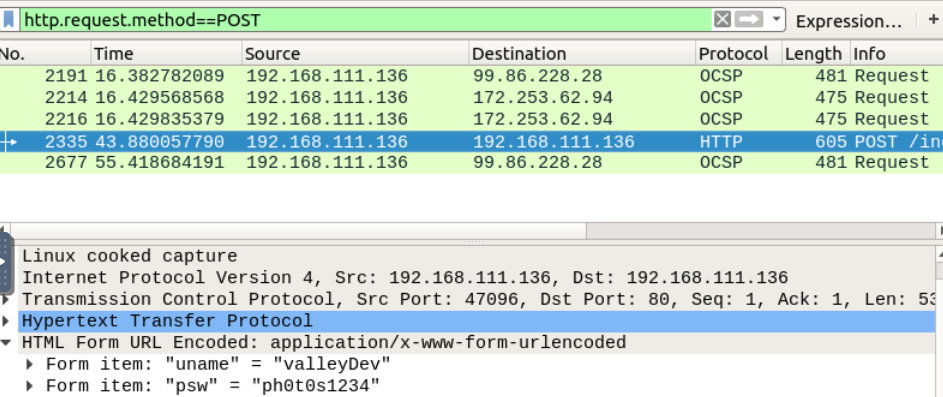 http.request.method==POST Expression… +
No. Time Source Destination Protocol Length Info
2191 16.382782089 192.168.111.136 99.86.228.28 OCSP 481 Request
2214 16.429568568 192.168.111.136 172.253.62.94 OCSP 475 Request
2216 16.429835379 192.168.111.136 172.253.62.94 OCSP 475 Request
2335 43.880057790 192.168.111.136 192.168.111.136 HTTP 605 POST /in
2677 55.418684191 192.168.111.136 99.86.228.28 OCSP 481 Request
Linux cooked capture
Internet Protocol Version 4, Src: 192.168.111.136, Dst: 192.168.111.136
Transmission Control Protocol, Src Port: 47096, Dst Port: 80, Seq: 1, Ack: 1, Len: 53
Hypertext Transfer Protocol
HTML Form URL Encoded: application/x-www-form-urlencoded
Form item: "uname" = "valleyDev"
Form item: "psw" = "ph0t0s1234"